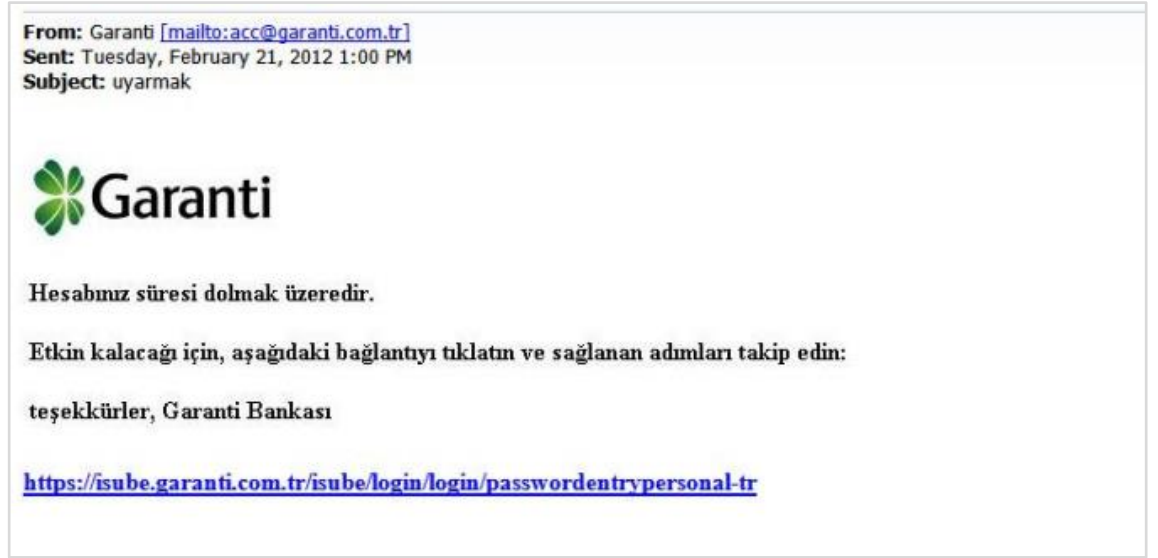 From: Garanti [mailto:acc@garanti.com.tr]
Sent: Tuesday, February 21, 2012 1:00 PM
Subject: uyarmak
Garanti
Hesabınız süresi dolmak üzeredir.
Etkin kalacağı için, aşağıdaki bağlantıyı tıklatın ve sağlanan adımları takip edin:
teşekkürler, Garanti Bankası
https://isube.garanti.com.tr/isube/login/login/passwordentrypersonal-tr